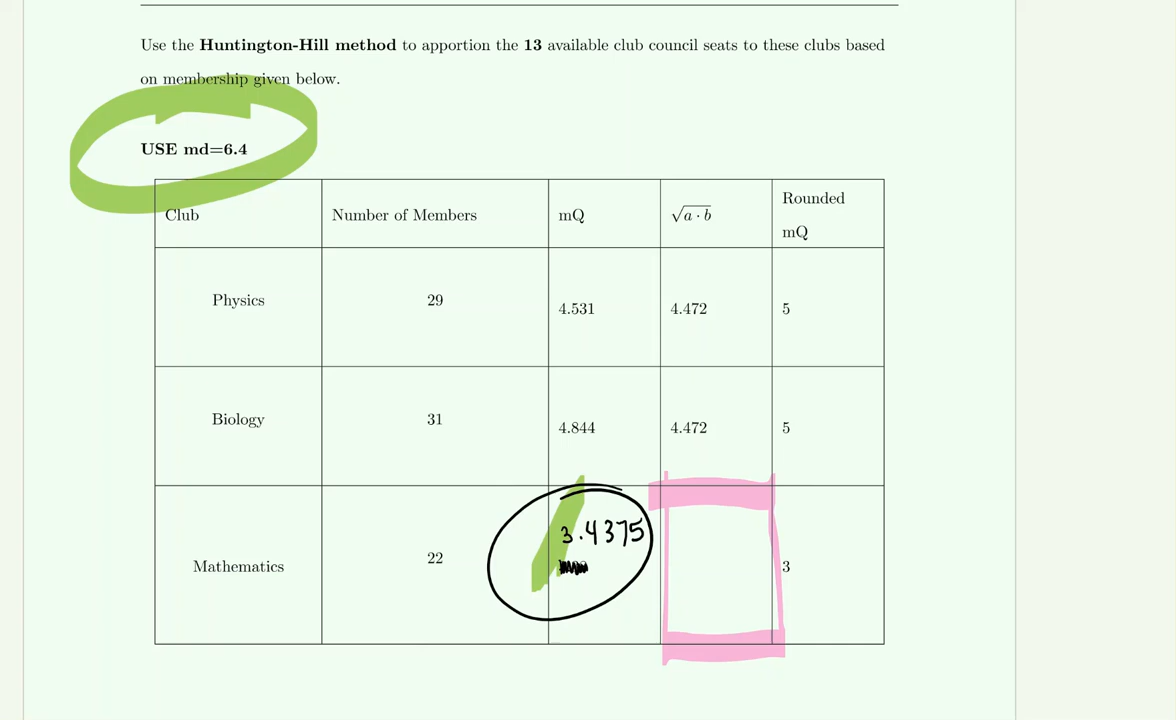 Use the Huntington-Hill method to apportion the 13 available club council seats to these clubs based
on membership given below.
USE md=6.4
Club Number of Members mQ √a · b Rounded mQ
Physics 29 4.531 4.472 5
Biology 31 4.844 4.472 5
Mathematics 22 3.4375 3